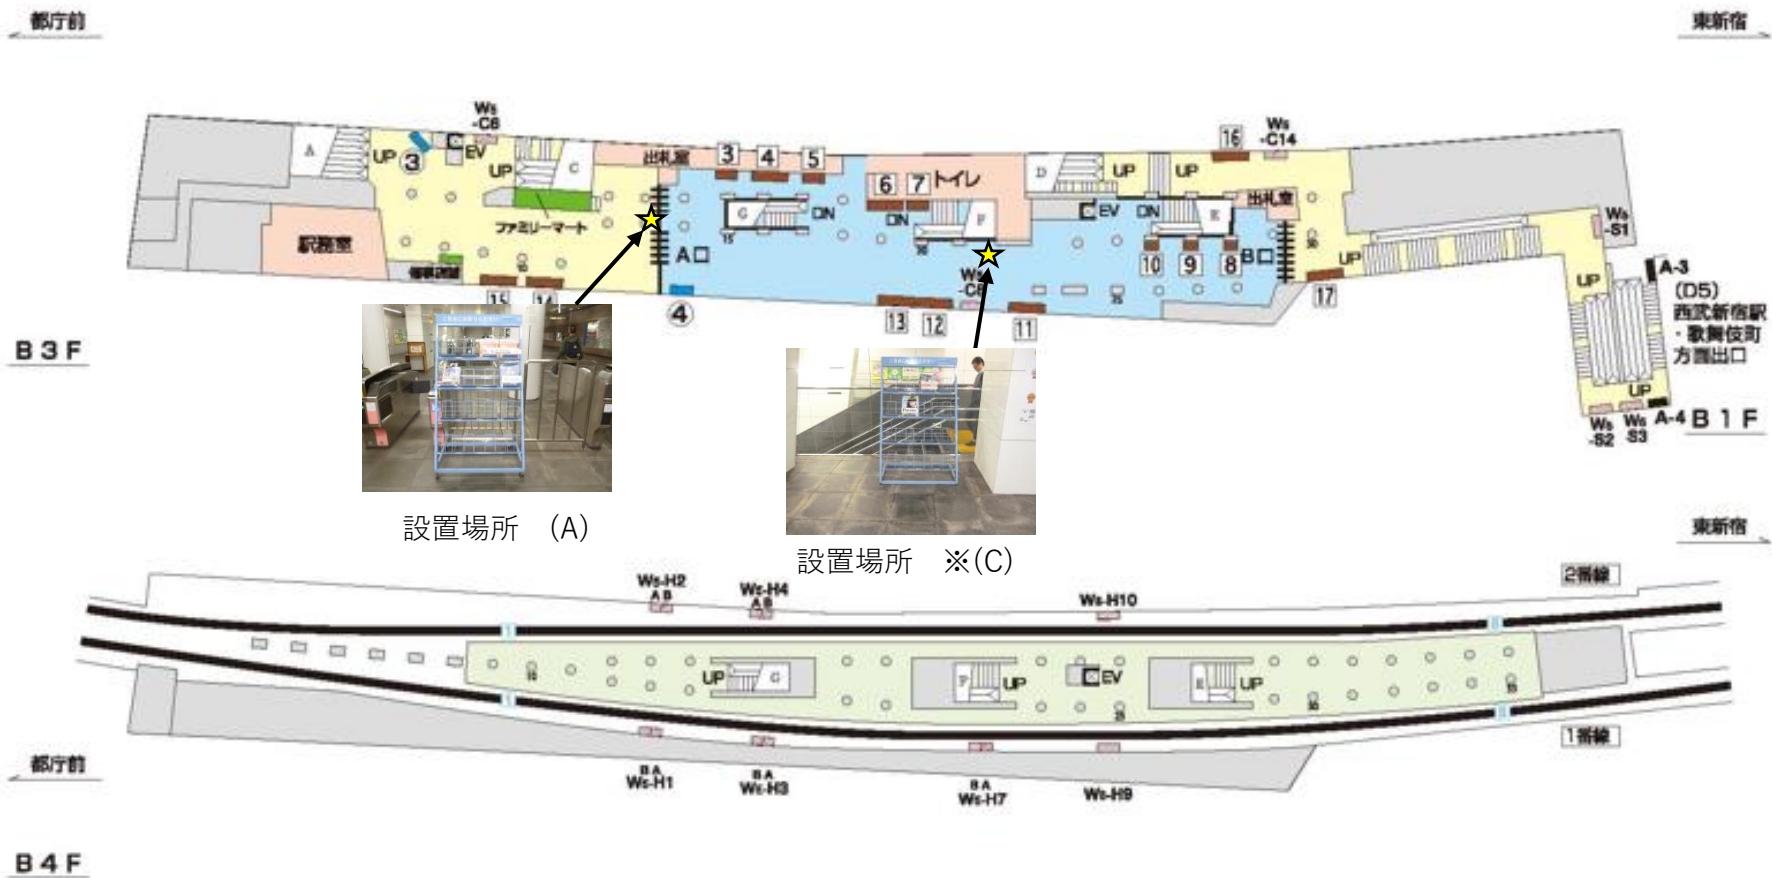 都庁前
東新宿
Ws
-C6
Ws
-C14
16
A
UP
③
EV
UP
C
出札室
3
4
5
6
7
トイレ
D
UP
UP
出札室
Ws
-S1
G
DN
DN
F
EV
DN
E
ファミリーマート
駅務室
A口
10
9
8
B口
UP
UP
A-3
(D5)
西武新宿駅
・歌舞伎町
方面出口
15
14
④
13
12
11
17
B3F
UP
Ws
-S2
Ws
S3
A-4
B1F
設置場所 (A)
設置場所 ※(C)
東新宿
2番線
Ws-H2
A B
Ws-H4
A B
Ws-H10
1
8
UP
G
F
UP
EV
E
UP
1
8
1番線
都庁前
B A
Ws-H1
B A
Ws-H3
B A
Ws-H7
Ws-H9
B4F